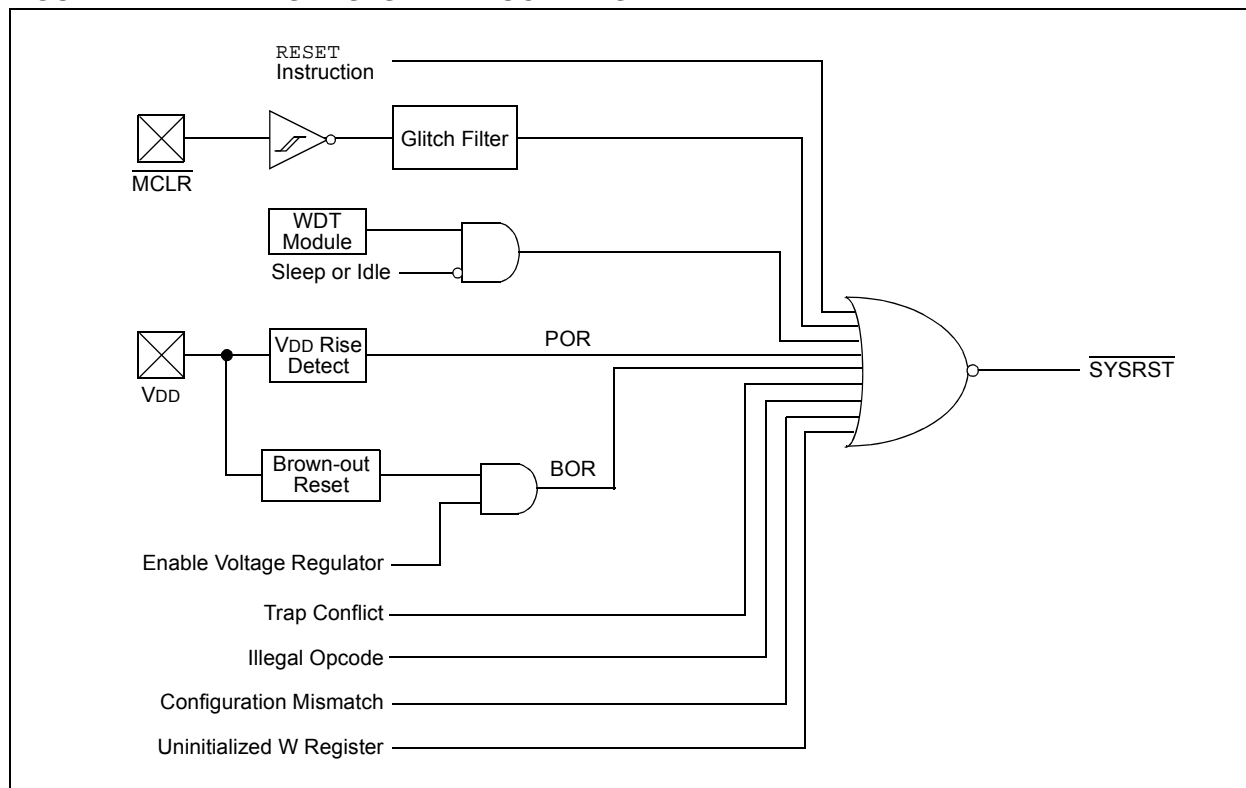 RESET
Instruction
Glitch Filter
MCLR
WDT
Module
Sleep or Idle
VDD Rise
Detect
POR
VDD
SYSRST
Brown-out
Reset
BOR
Enable Voltage Regulator
Trap Conflict
Illegal Opcode
Configuration Mismatch
Uninitialized W Register